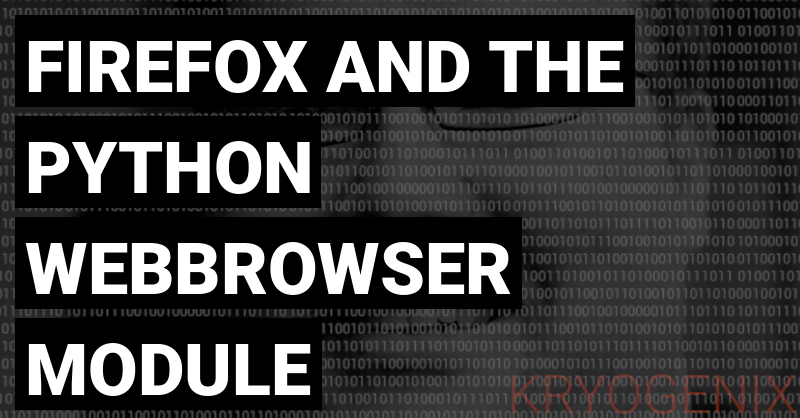 FIREFOX AND THE
PYTHON
WEBBROWSER
MODULE
KRYOGENIX